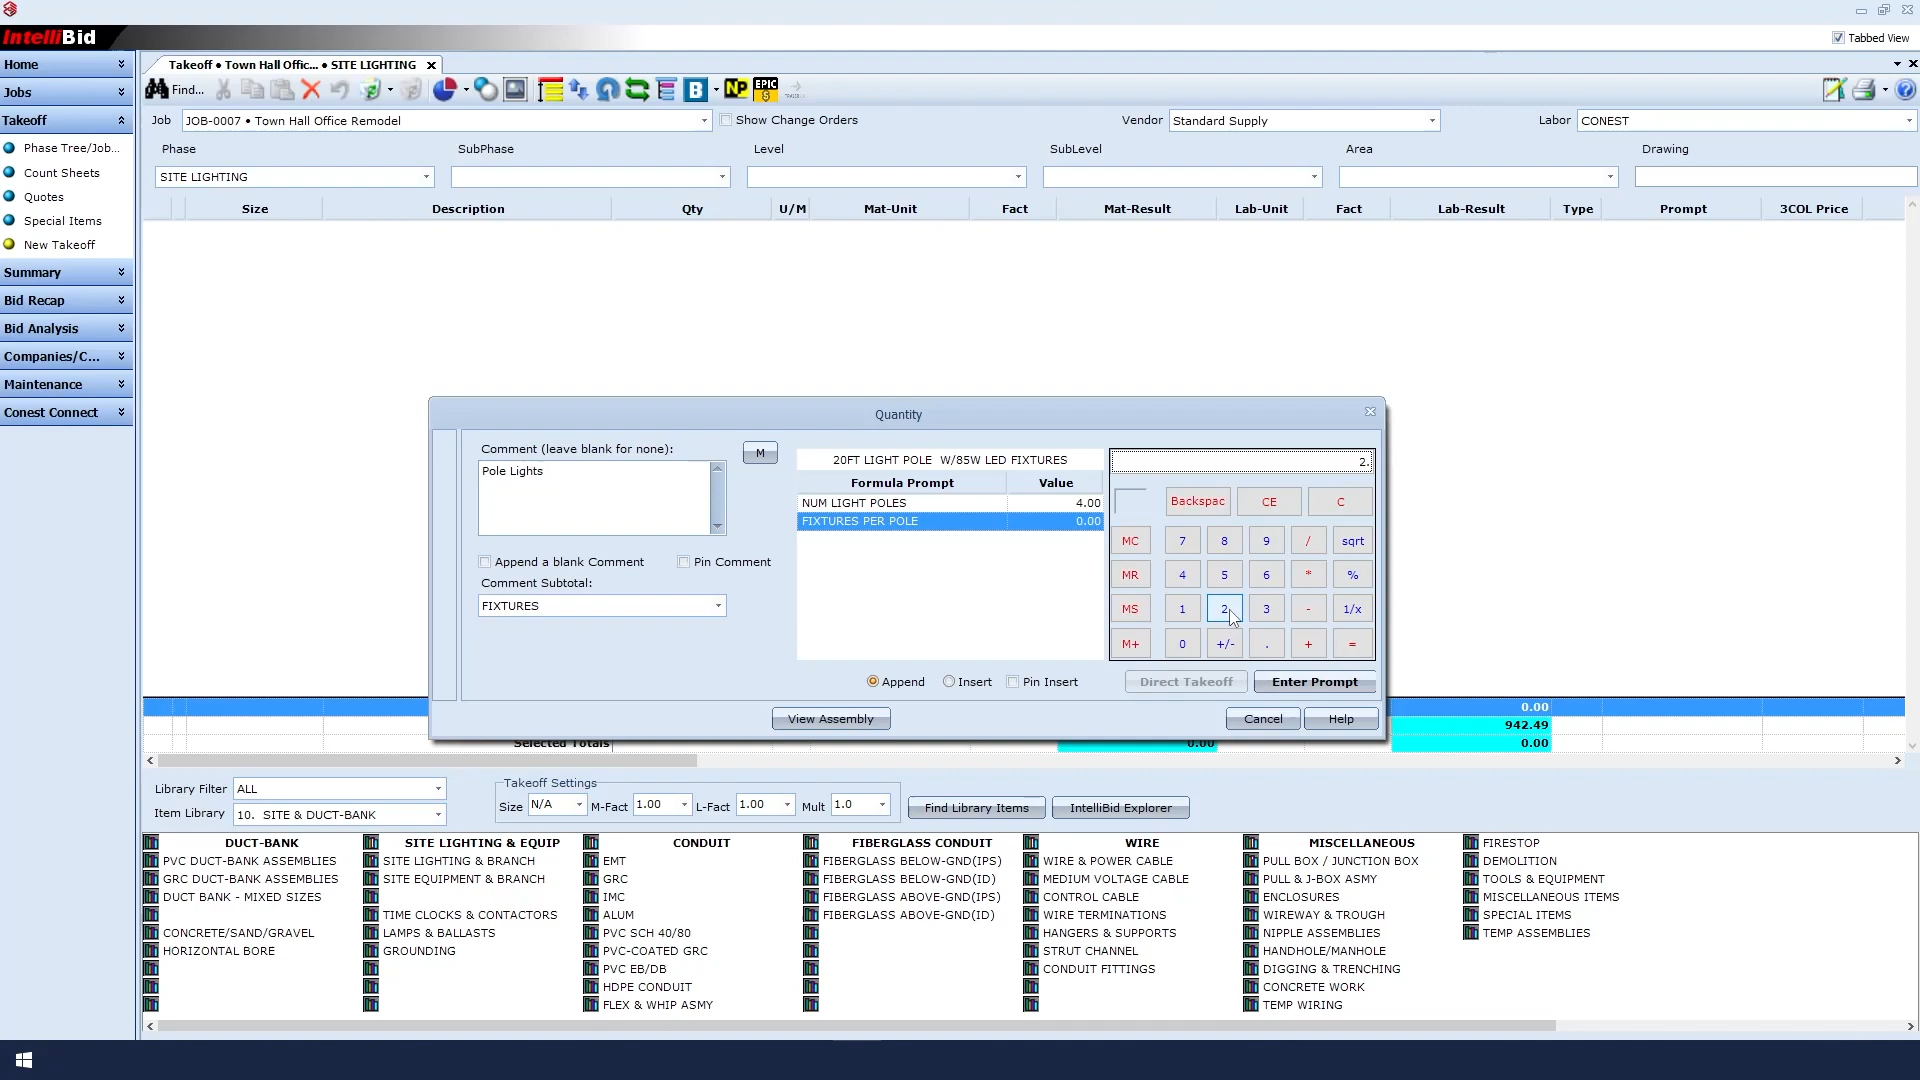 IntelliBid
Tabbed View
Home
Jobs
Takeoff
Phase Tree/Job...
Count Sheets
Quotes
Special Items
New Takeoff
Summary
Bid Recap
Bid Analysis
Companies/C...
Maintenance
Conest Connect
Takeoff • Town Hall Offic... • SITE LIGHTING
Find... B NP EPIC $
Job JOB-0007 • Town Hall Office Remodel Show Change Orders Vendor Standard Supply Labor CONEST
Phase SubPhase Level SubLevel Area Drawing
SITE LIGHTING
Size Description Qty U/M Mat-Unit Fact Mat-Result Lab-Unit Fact Lab-Result Type Prompt 3COL Price
Quantity
Comment (leave blank for none): M
Pole Lights
Append a blank Comment Pin Comment
Comment Subtotal:
FIXTURES
20FT LIGHT POLE W/85W LED FIXTURES
Formula Prompt Value
NUM LIGHT POLES 4.00
FIXTURES PER POLE 0.00
2.
Backspac CE C
MC 7 8 9 / sqrt
MR 4 5 6 * %
MS 1 2 3 - 1/x
M+ 0 +/- . + =
Append Insert Pin Insert Direct Takeoff Enter Prompt
View Assembly Cancel Help
0.00
942.49
Selected Totals 0.00 0.00
Library Filter ALL
Item Library 10. SITE & DUCT-BANK
Takeoff Settings
Size N/A M-Fact 1.00 L-Fact 1.00 Mult 1.0 Find Library Items IntelliBid Explorer
DUCT-BANK
PVC DUCT-BANK ASSEMBLIES
GRC DUCT-BANK ASSEMBLIES
DUCT BANK - MIXED SIZES
CONCRETE/SAND/GRAVEL
HORIZONTAL BORE
SITE LIGHTING & EQUIP
SITE LIGHTING & BRANCH
SITE EQUIPMENT & BRANCH
TIME CLOCKS & CONTACTORS
LAMPS & BALLASTS
GROUNDING
CONDUIT
EMT
GRC
IMC
ALUM
PVC SCH 40/80
PVC-COATED GRC
PVC EB/DB
HDPE CONDUIT
FLEX & WHIP ASMY
FIBERGLASS CONDUIT
FIBERGLASS BELOW-GND(IPS)
FIBERGLASS BELOW-GND(ID)
FIBERGLASS ABOVE-GND(IPS)
FIBERGLASS ABOVE-GND(ID)
WIRE
WIRE & POWER CABLE
MEDIUM VOLTAGE CABLE
CONTROL CABLE
WIRE TERMINATIONS
HANGERS & SUPPORTS
STRUT CHANNEL
CONDUIT FITTINGS
MISCELLANEOUS
PULL BOX / JUNCTION BOX
PULL & J-BOX ASMY
ENCLOSURES
WIREWAY & TROUGH
NIPPLE ASSEMBLIES
HANDHOLE/MANHOLE
DIGGING & TRENCHING
CONCRETE WORK
TEMP WIRING
FIRESTOP
DEMOLITION
TOOLS & EQUIPMENT
MISCELLANEOUS ITEMS
SPECIAL ITEMS
TEMP ASSEMBLIES